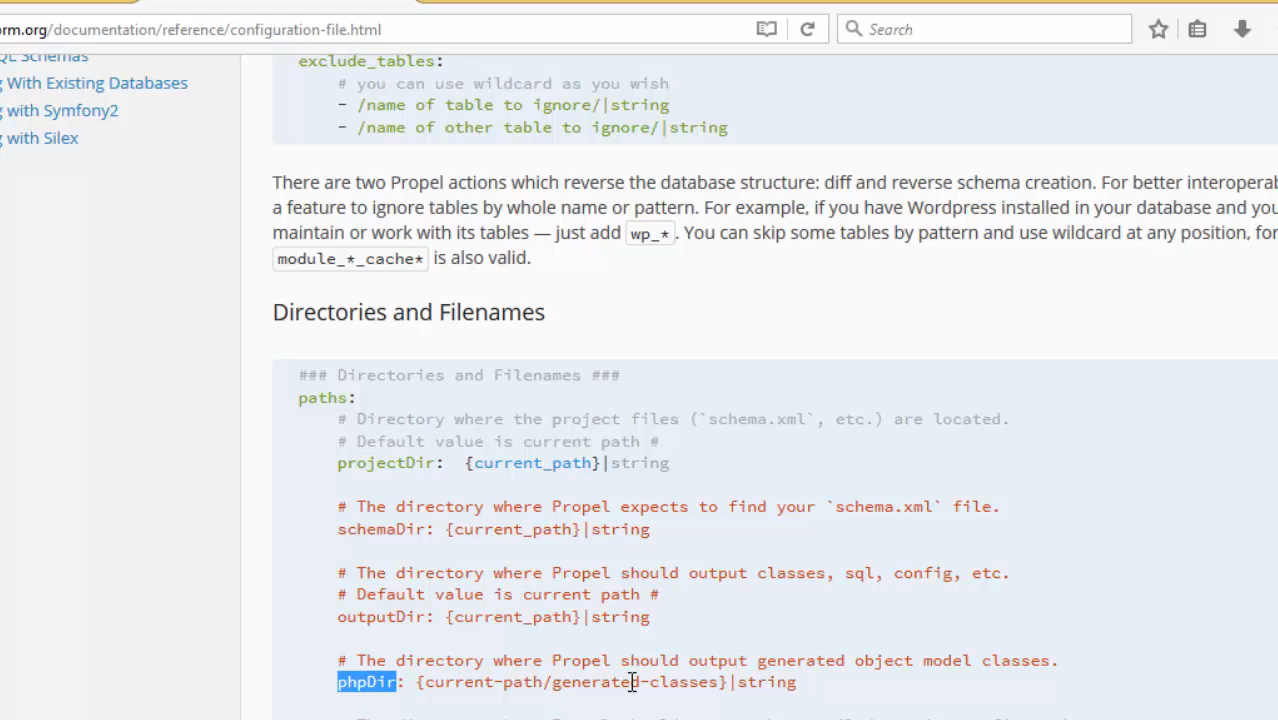 orm.org/documentation/reference/configuration-file.html
Search
QL Schemas
exclude_tables:
g With Existing Databases
# you can use wildcard as you wish
g with Symfony2
- /name of table to ignore/|string
g with Silex
- /name of other table to ignore/|string
There are two Propel actions which reverse the database structure: diff and reverse schema creation. For better interoperab
a feature to ignore tables by whole name or pattern. For example, if you have Wordpress installed in your database and you
maintain or work with its tables — just add wp_*. You can skip some tables by pattern and use wildcard at any position, for
module_*_cache* is also valid.
Directories and Filenames
### Directories and Filenames ###
paths:
# Directory where the project files (`schema.xml`, etc.) are located.
# Default value is current path #
projectDir: {current_path}|string
# The directory where Propel expects to find your `schema.xml` file.
schemaDir: {current_path}|string
# The directory where Propel should output classes, sql, config, etc.
# Default value is current path #
outputDir: {current_path}|string
# The directory where Propel should output generated object model classes.
phpDir: {current-path/generated-classes}|string